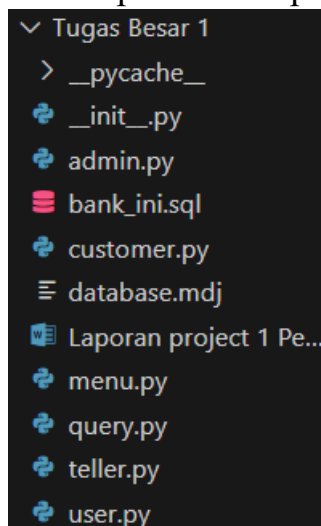 Tugas Besar 1
__pycache__
__init__.py
admin.py
bank_ini.sql
customer.py
database.mdj
Laporan project 1 Pe...
menu.py
query.py
teller.py
user.py